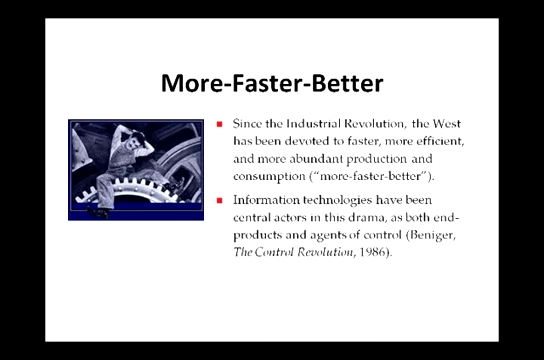 More-Faster-Better
Since the Industrial Revolution, the West
has been devoted to faster, more efficient,
and more abundant production and
consumption (“more-faster-better”).
Information technologies have been
central actors in this drama, as both end-
products and agents of control (Beniger,
The Control Revolution, 1986).